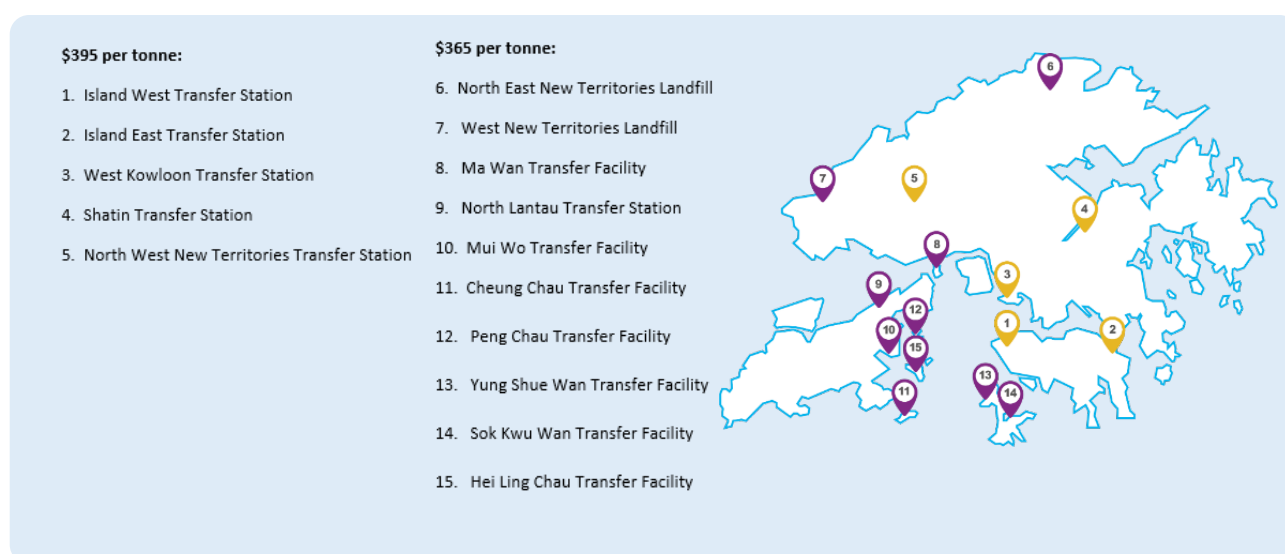 $395 per tonne:
1. Island West Transfer Station
2. Island East Transfer Station
3. West Kowloon Transfer Station
4. Shatin Transfer Station
5. North West New Territories Transfer Station
$365 per tonne:
6. North East New Territories Landfill
7. West New Territories Landfill
8. Ma Wan Transfer Facility
9. North Lantau Transfer Station
10. Mui Wo Transfer Facility
11. Cheung Chau Transfer Facility
12. Peng Chau Transfer Facility
13. Yung Shue Wan Transfer Facility
14. Sok Kwu Wan Transfer Facility
15. Hei Ling Chau Transfer Facility
6
7
5
4
8
3
9
12
1
10
2
15
13
11
14